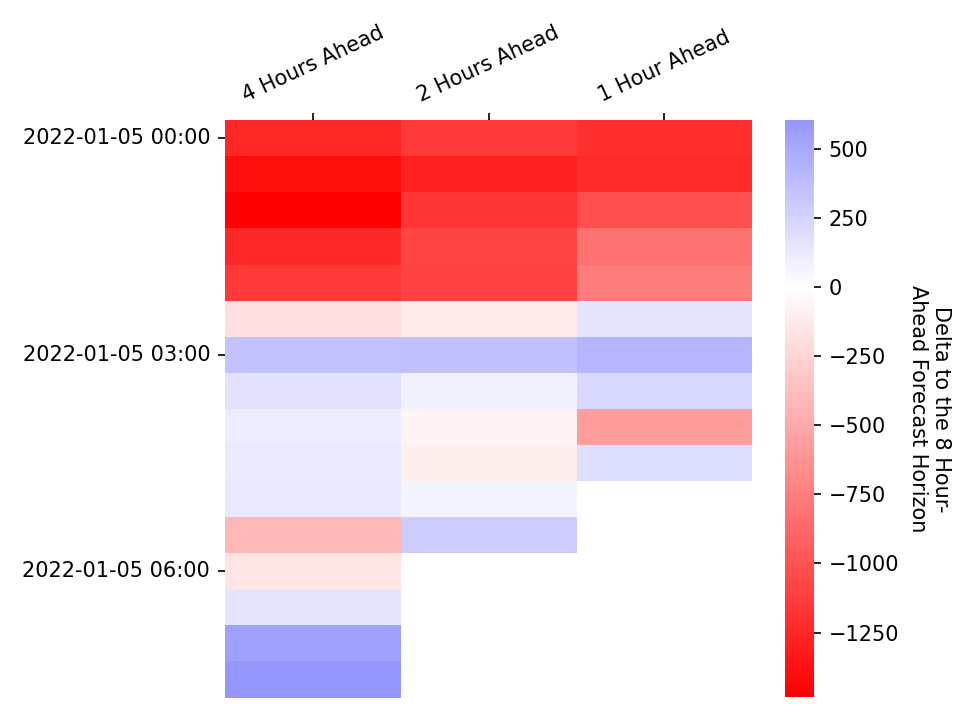 4 Hours Ahead
2 Hours Ahead
1 Hour Ahead
2022-01-05 00:00
2022-01-05 03:00
2022-01-05 06:00
500
250
0
−250
−500
−750
−1000
−1250
Delta to the 8 Hour-
Ahead Forecast Horizon